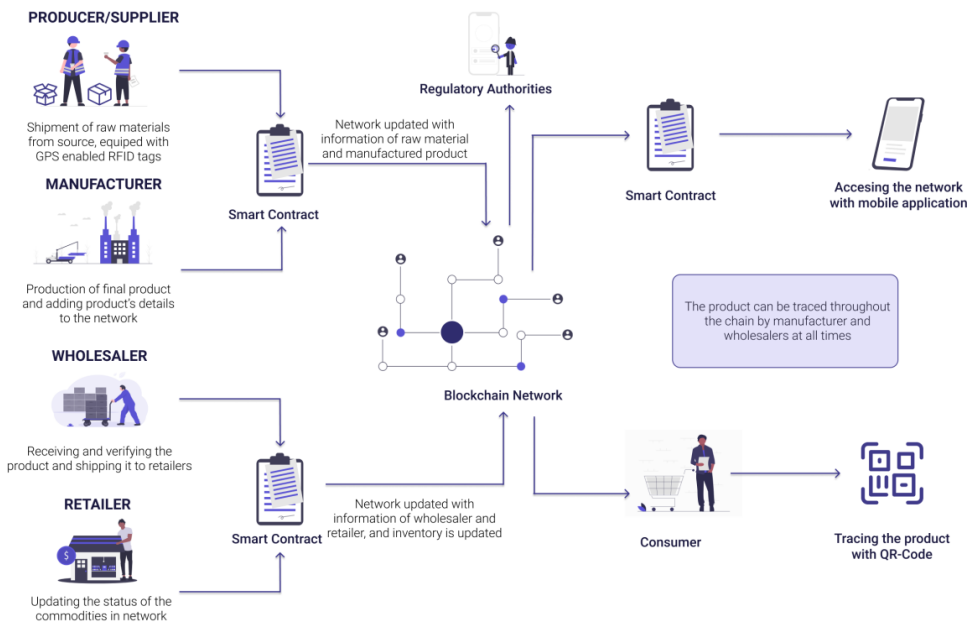 PRODUCER/SUPPLIER
Shipment of raw materials
from source, equiped with
GPS enabled RFID tags
MANUFACTURER
Production of final product
and adding product's details
to the network
WHOLESALER
Receiving and verifying the
product and shipping it to retailers
RETAILER
$
Updating the status of the
commodities in network
Smart Contract
Network updated with
information of raw material
and manufactured product
Smart Contract
Network updated with
information of wholesaler and
retailer, and inventory is updated
Regulatory Authorities
Blockchain Network
Smart Contract
Accesing the network
with mobile application
The product can be traced throughout
the chain by manufacturer and
wholesalers at all times
Consumer
Tracing the product
with QR-Code